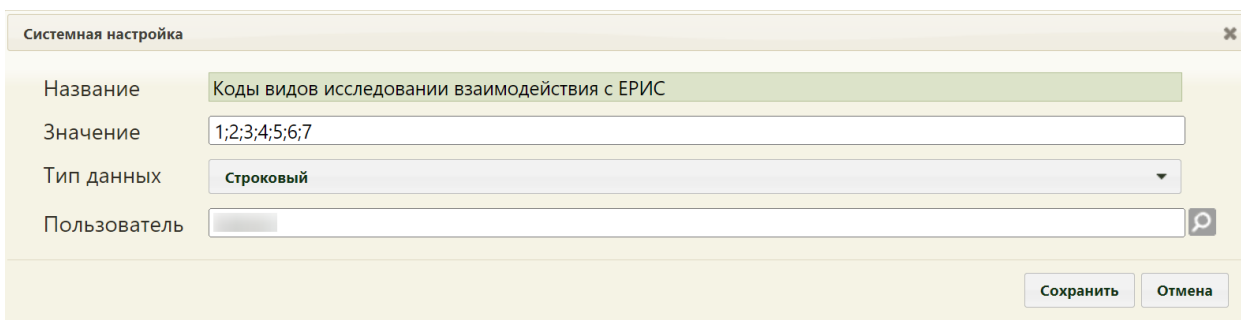 Системная настройка
Название Коды видов исследовании взаимодействия с ЕРИС
Значение 1;2;3;4;5;6;7
Тип данных Строковый
Пользователь
Сохранить Отмена